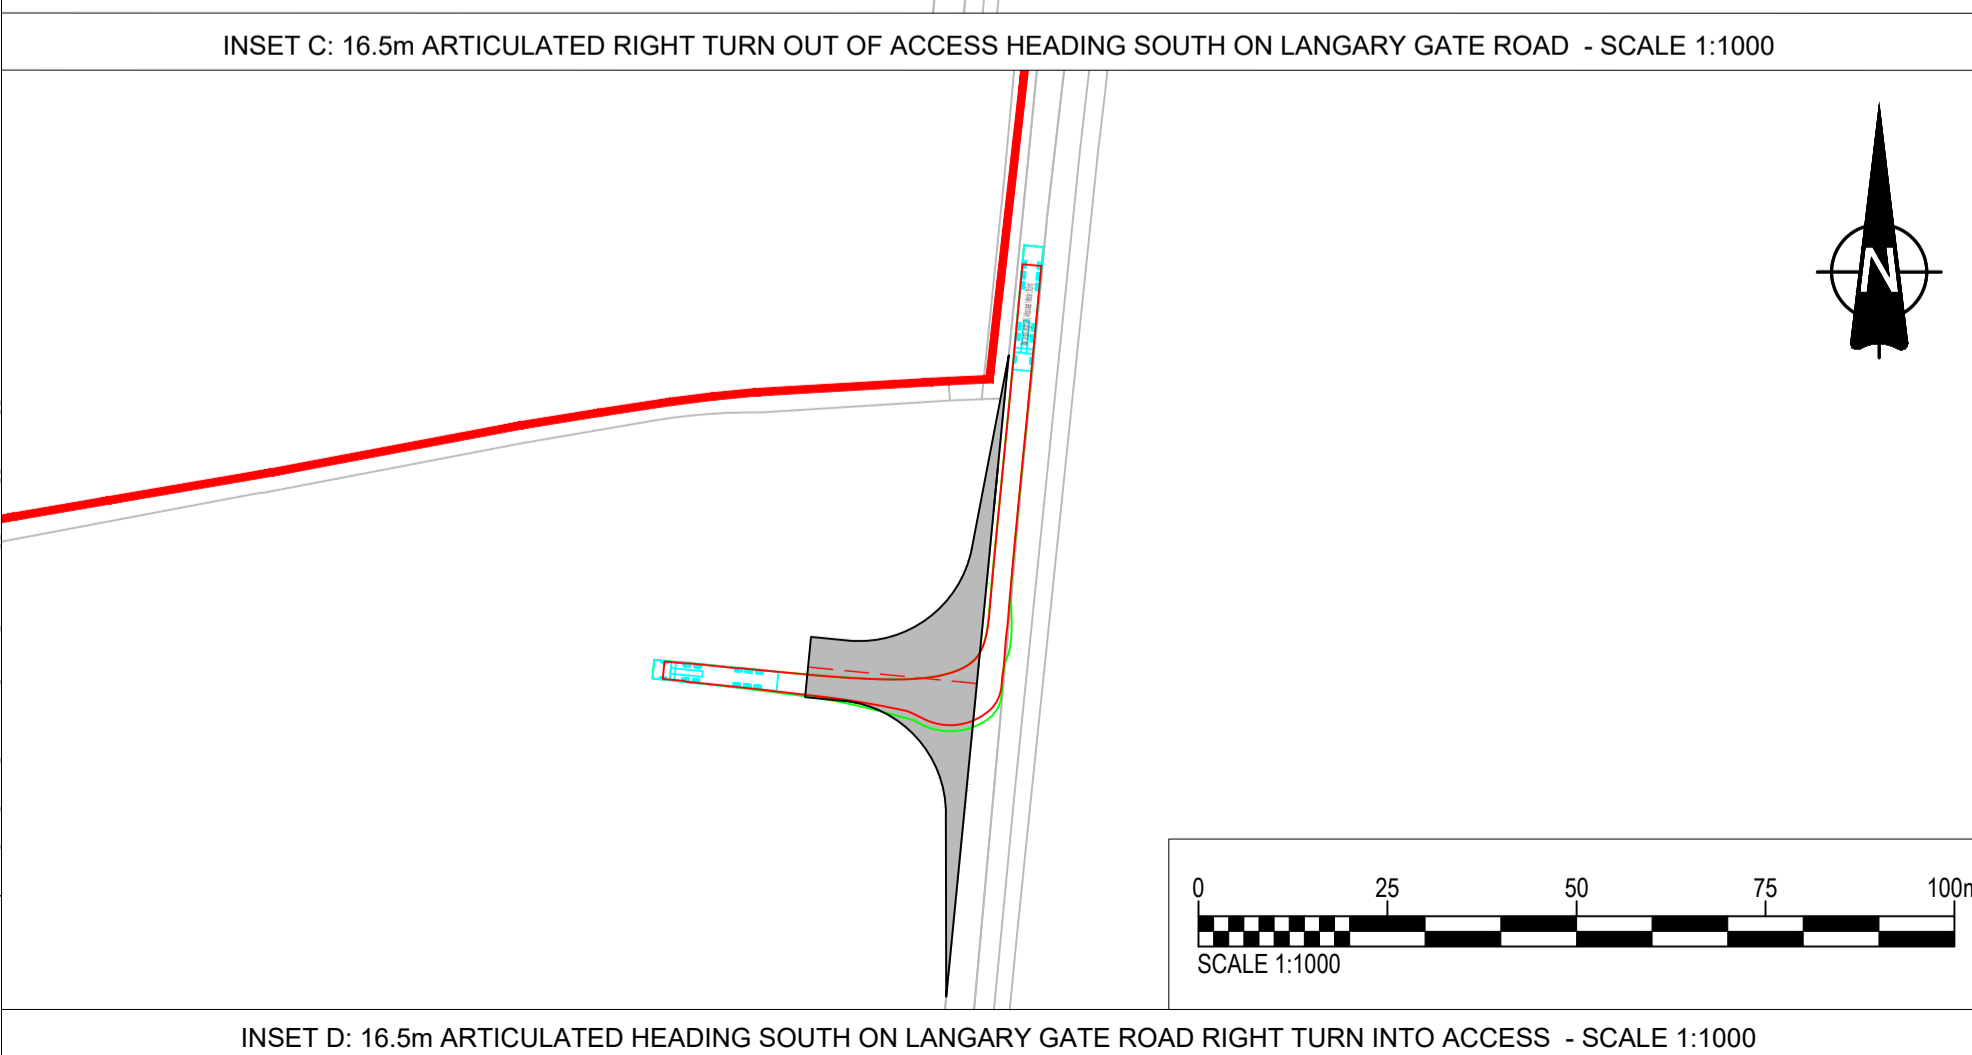 INSET C: 16.5m ARTICULATED RIGHT TURN OUT OF ACCESS HEADING SOUTH ON LANGARY GATE ROAD - SCALE 1:1000
N
0 25 50 75 100m
SCALE 1:1000
INSET D: 16.5m ARTICULATED HEADING SOUTH ON LANGARY GATE ROAD RIGHT TURN INTO ACCESS - SCALE 1:1000